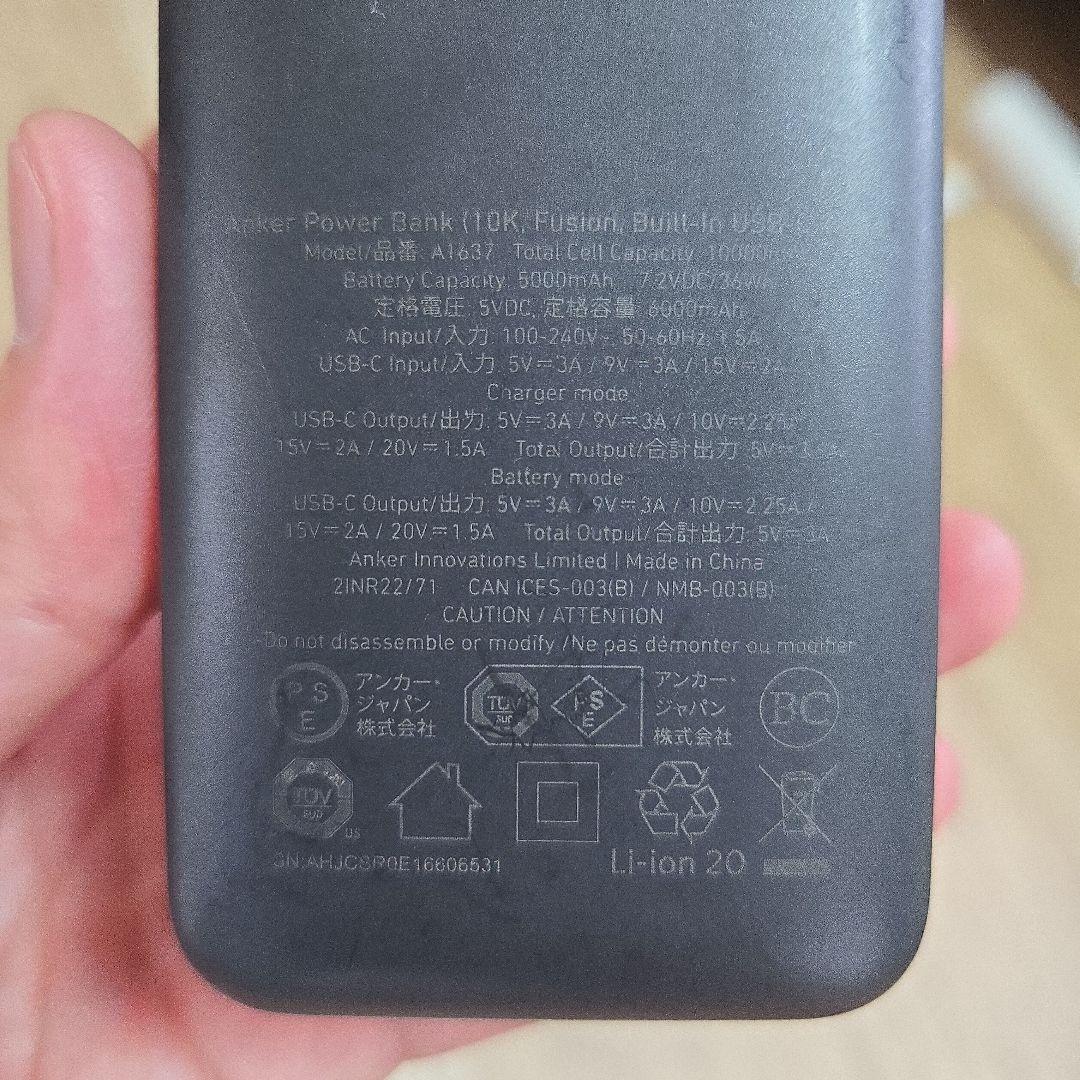 Anker Power Bank (10K, Fusion, Built-In USB-
Model/品番: A1637 Total Cell Capacity: 10000m
Battery Capacity: 5000mAh 7.2VDC/36Wh
定格電圧: 5VDC, 定格容量: 6000mAh
AC Input/入力: 100-240V~ 50-60Hz 1.5A
USB-C Input/入力: 5V⎓3A / 9V⎓3A / 15V⎓2A
Charger mode:
USB-C Output/出力: 5V⎓3A / 9V⎓3A / 10V⎓2.25A
15V⎓2A / 20V⎓1.5A Total Output/合計出力: 5V⎓
Battery mode:
USB-C Output/出力: 5V⎓3A / 9V⎓3A / 10V⎓2.25A /
15V⎓2A / 20V⎓1.5A Total Output/合計出力: 5V⎓3A
Anker Innovations Limited | Made in China
2INR22/71 CAN ICES-003(B) / NMB-003(B)
CAUTION / ATTENTION
Do not disassemble or modify /Ne pas démonter ou modifier
PSE アンカー・ TÜV SÜD PSE アンカー・ BC
ジャパン ジャパン
株式会社 株式会社
TÜV SÜD US
SN:AHJCSR0E16606531 Li-ion 20